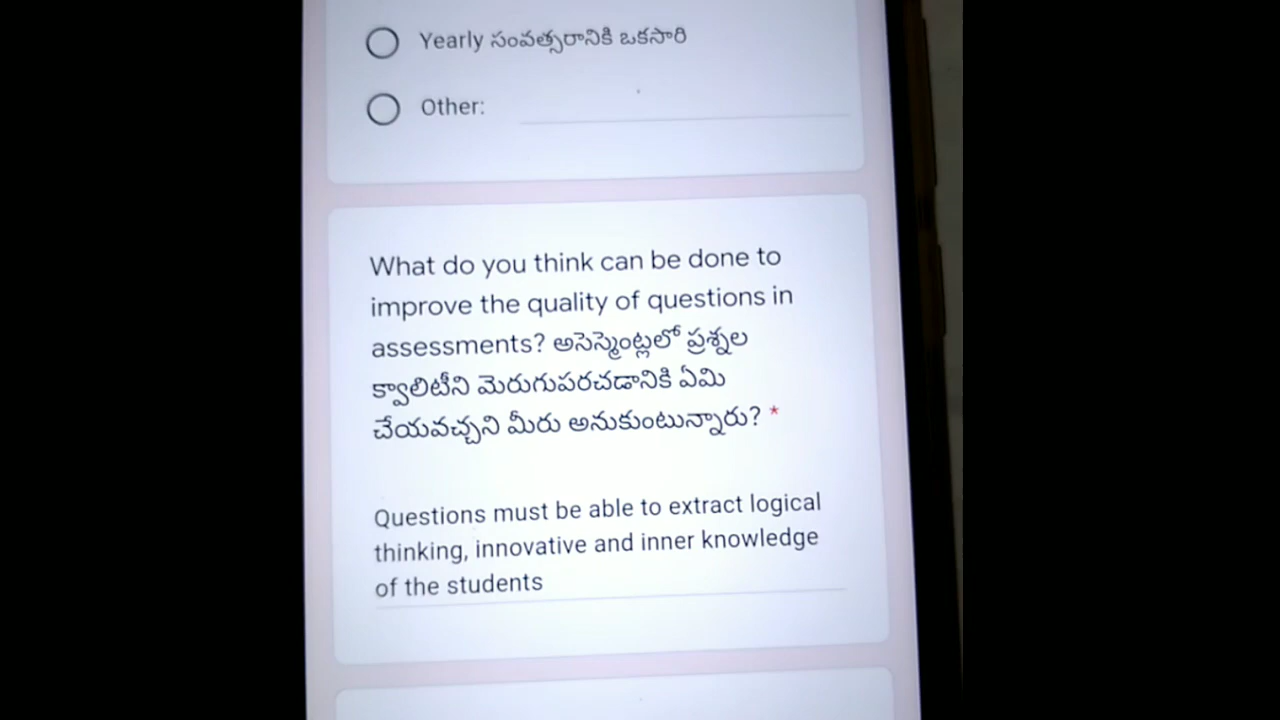 Yearly సంవత్సరానికి ఒకసారి
Other:
What do you think can be done to
improve the quality of questions in
assessments? అసెస్మెంట్లలో ప్రశ్నల
క్వాలిటీని మెరుగుపరచడానికి ఏమి
చేయవచ్చని మీరు అనుకుంటున్నారు? *
Questions must be able to extract logical
thinking, innovative and inner knowledge
of the students